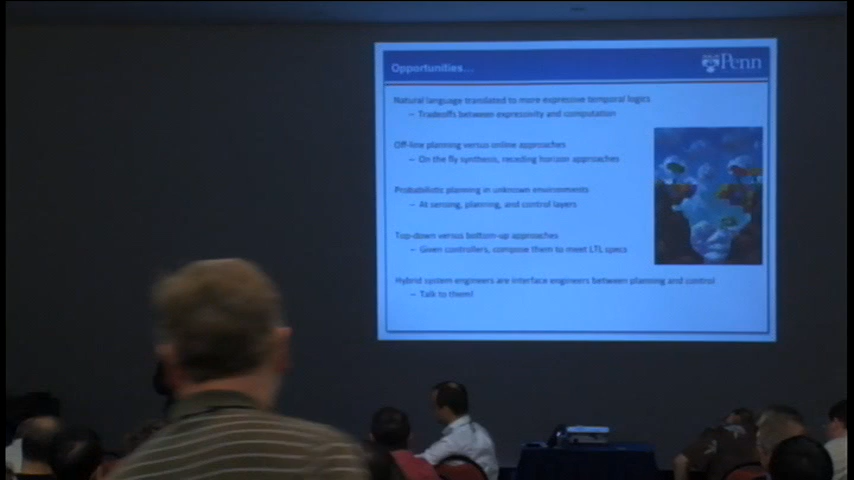 Opportunities...
Penn
Natural language translated to more expressive temporal logics
– Tradeoffs between expressivity and computation
Off-line planning versus online approaches
– On the fly synthesis, receding horizon approaches
Probabilistic planning in unknown environments
– At sensing, planning, and control layers
Top-down versus bottom-up approaches
– Given controllers, compose them to meet LTL specs
Hybrid system engineers are interface engineers between planning and control
– Talk to them!